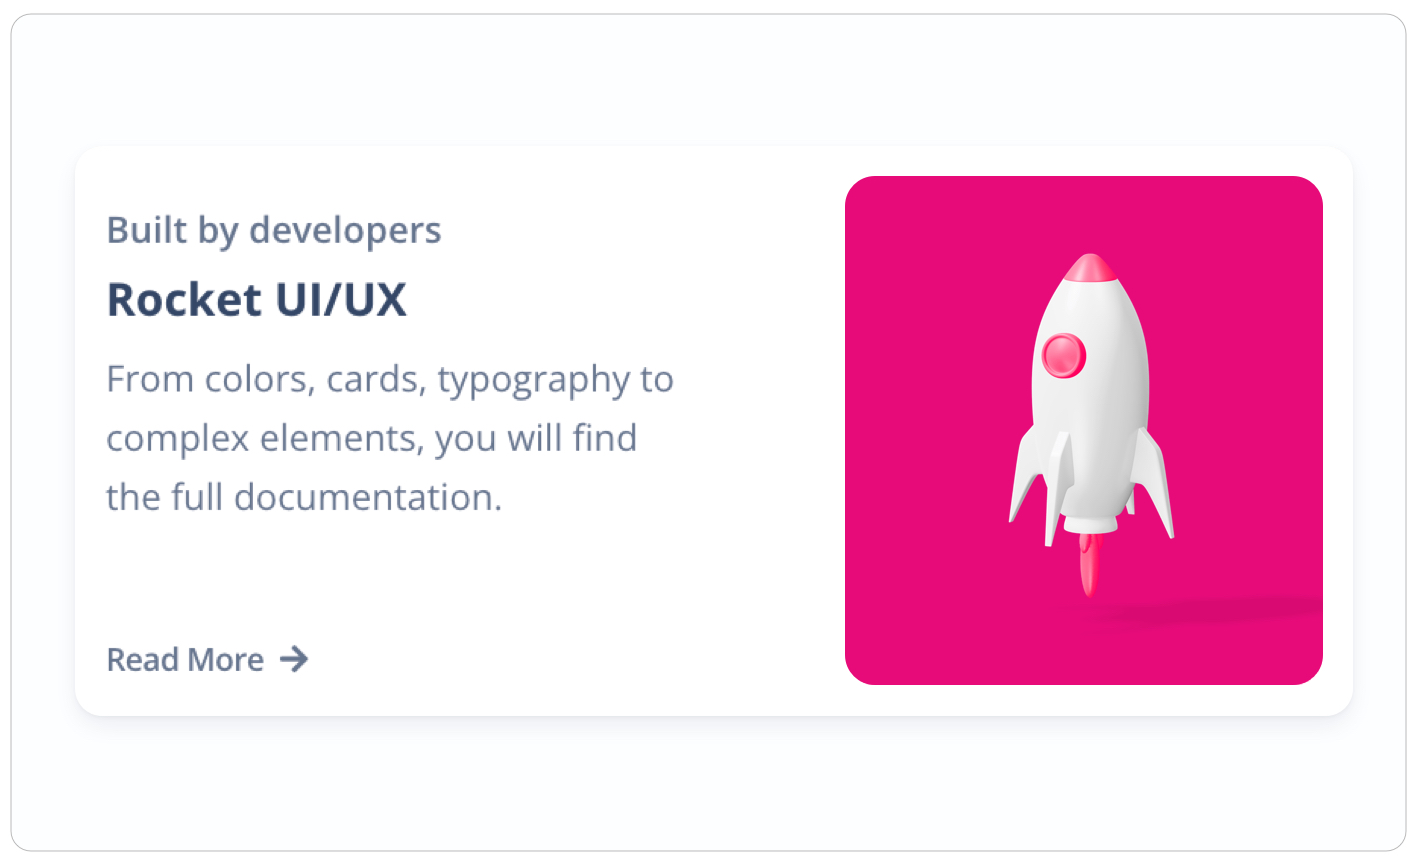 Built by developers
Rocket UI/UX
From colors, cards, typography to
complex elements, you will find
the full documentation.
Read More →